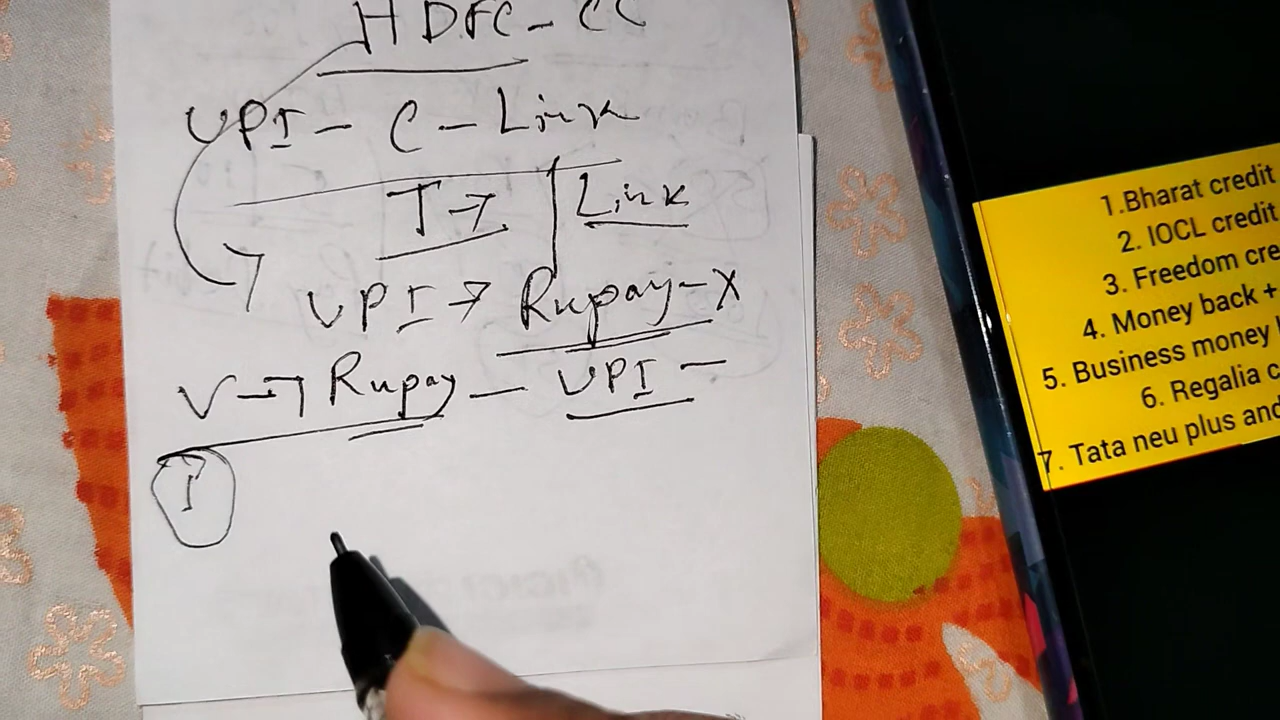 HDFC - CC
UPI - C - Link
T → | Link
UPI → Rupay - X
V → Rupay - UPI -
I
1.Bharat credit
2. IOCL credit
3. Freedom cre
4. Money back +
5. Business money
6. Regalia c
7. Tata neu plus and